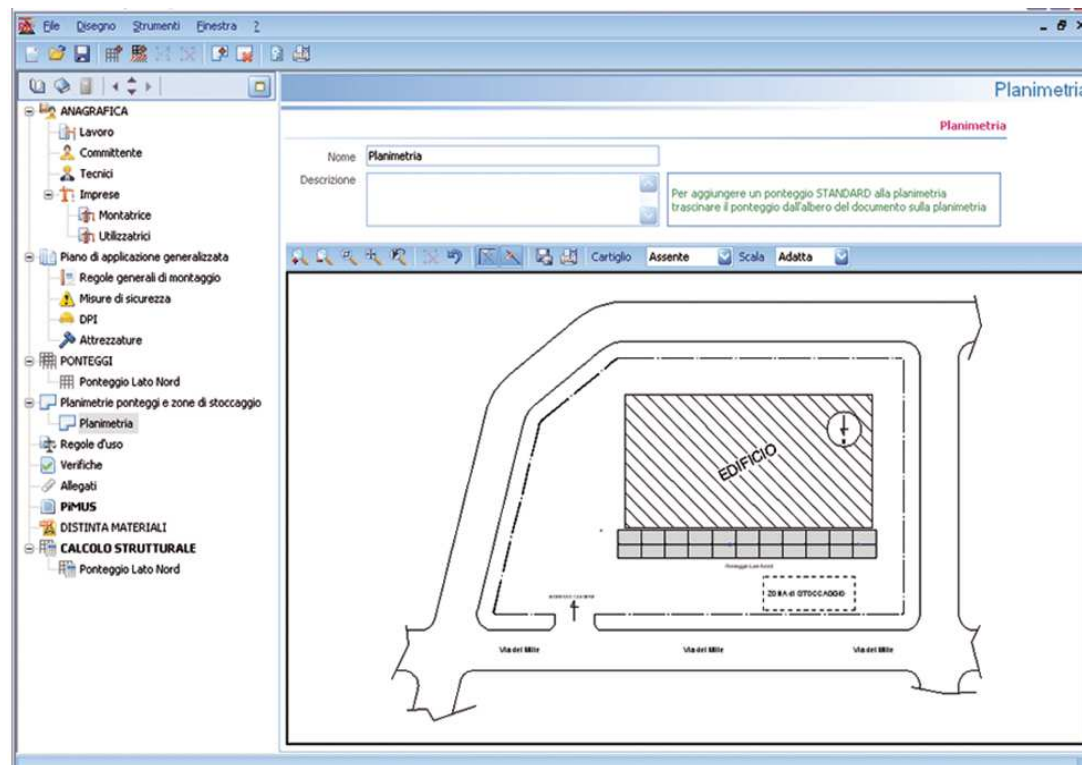 File Disegno Strumenti Finestra ?
Planimetria
ANAGRAFICA
Lavoro
Committente
Tecnici
Imprese
Montatrice
Utilizzatrici
Piano di applicazione generalizzata
Regole generali di montaggio
Misure di sicurezza
DPI
Attrezzature
PONTEGGI
Ponteggio Lato Nord
Planimetrie ponteggi e zone di stoccaggio
Planimetria
Regole d'uso
Verifiche
Allegati
PiMUS
DISTINTA MATERIALI
CALCOLO STRUTTURALE
Ponteggio Lato Nord
Planimetria
Nome Planimetria
Descrizione
Per aggiungere un ponteggio STANDARD alla planimetria
trascinare il ponteggio dall'albero del documento sulla planimetria
Cartiglio Assente Scala Adatta
EDIFICIO
Ponteggio Lato Nord
ZONA di STOCCAGGIO
Via dei Mille Via dei Mille Via dei Mille